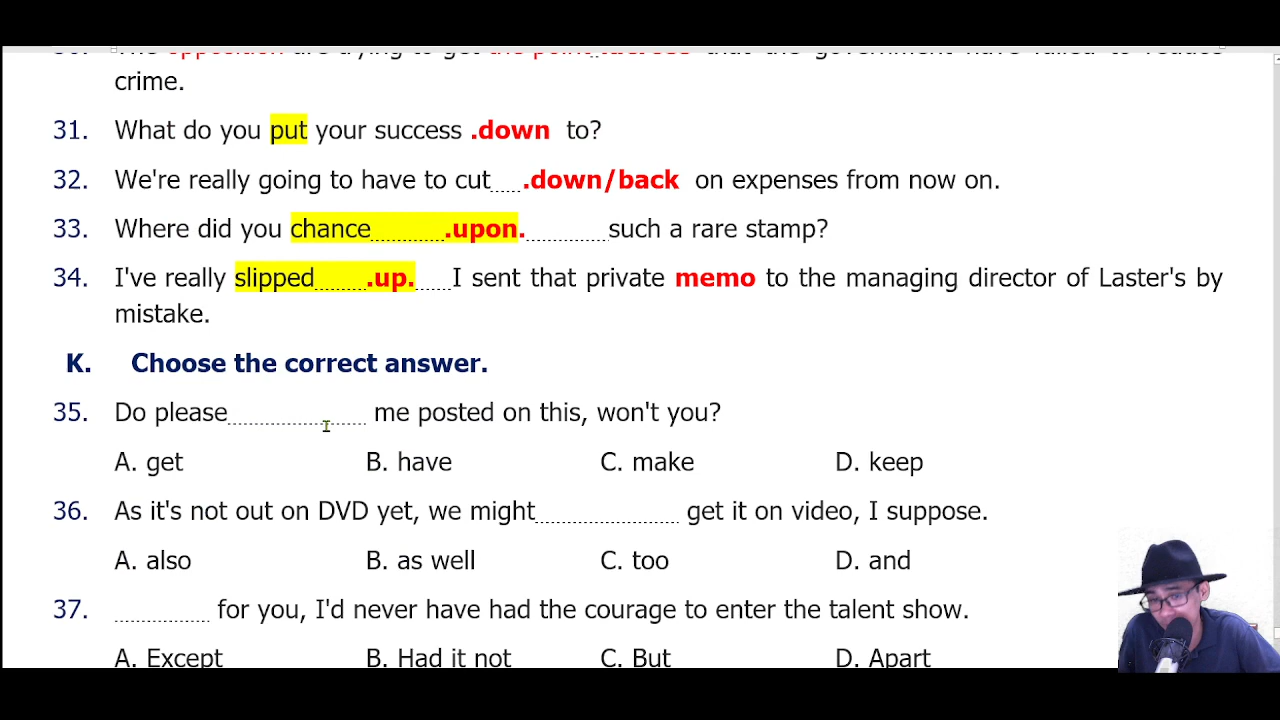 crime.
31. What do you put your success .down to?
32. We're really going to have to cut.....down/back on expenses from now on.
33. Where did you chance..........upon...........such a rare stamp?
34. I've really slipped........up......I sent that private memo to the managing director of Laster's by
mistake.
K. Choose the correct answer.
35. Do please........................ me posted on this, won't you?
A. get B. have C. make D. keep
36. As it's not out on DVD yet, we might........................ get it on video, I suppose.
A. also B. as well C. too D. and
37. ................ for you, I'd never have had the courage to enter the talent show.
A. Except B. Had it not C. But D. Apart